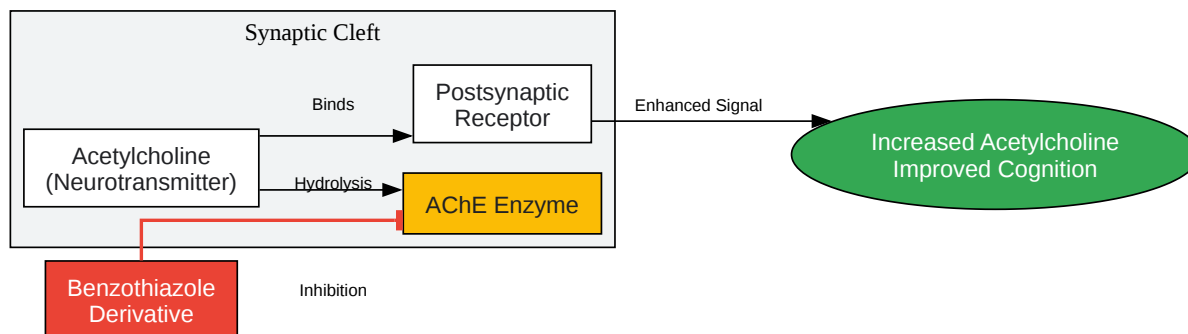 Synaptic Cleft
Acetylcholine
(Neurotransmitter)
Binds
Postsynaptic
Receptor
Enhanced Signal
Increased Acetylcholine
Improved Cognition
Hydrolysis
AChE Enzyme
Benzothiazole
Derivative
Inhibition